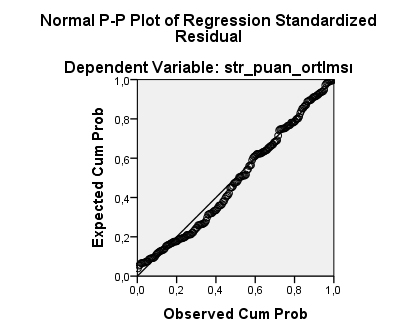 Normal P-P Plot of Regression Standardized
Residual
Dependent Variable: str_puan_ortlmsı
Expected Cum Prob
1,0
0,8
0,6
0,4
0,2
0,0
0,0 0,2 0,4 0,6 0,8 1,0
Observed Cum Prob